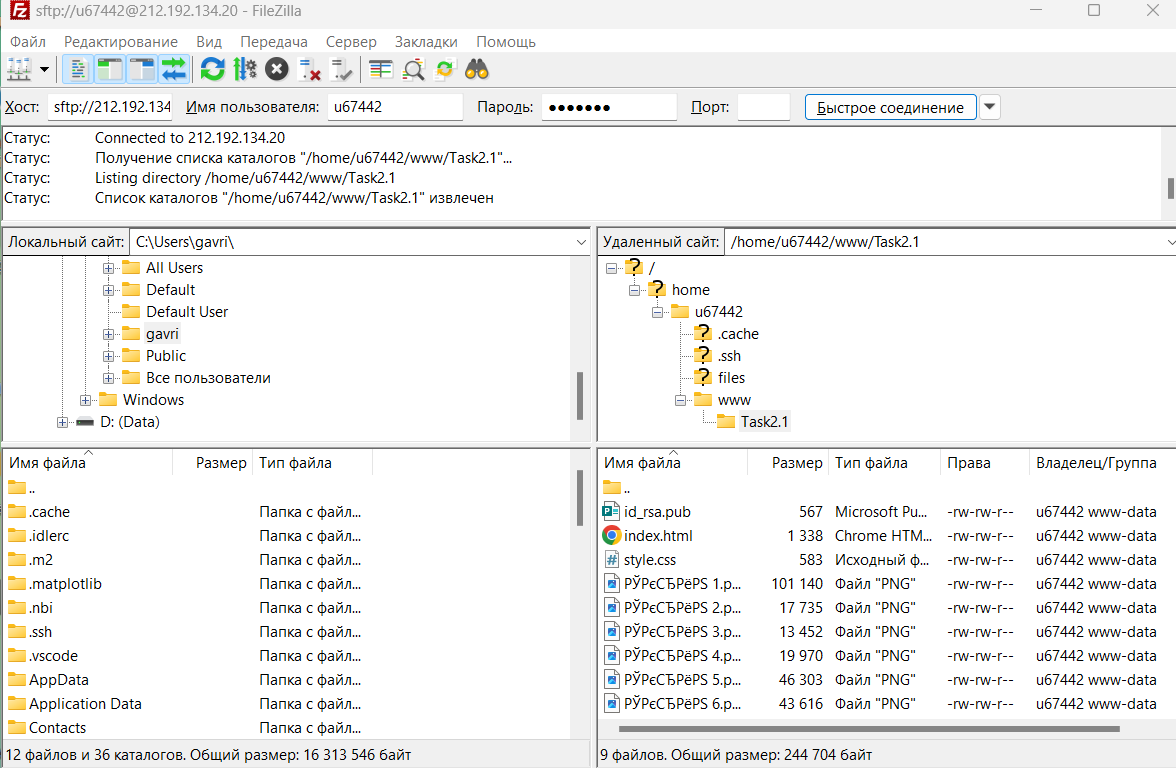 sftp://u67442@212.192.134.20 - FileZilla
Файл Редактирование Вид Передача Сервер Закладки Помощь
Хост: sftp://212.192.134 Имя пользователя: u67442 Пароль: ●●●●●●● Порт: Быстрое соединение
Статус: Connected to 212.192.134.20
Статус: Получение списка каталогов "/home/u67442/www/Task2.1"...
Статус: Listing directory /home/u67442/www/Task2.1
Статус: Список каталогов "/home/u67442/www/Task2.1" извлечен
Локальный сайт: C:\Users\gavri\
All Users
Default
Default User
gavri
Public
Все пользователи
Windows
D: (Data)
Удаленный сайт: /home/u67442/www/Task2.1
/
home
u67442
.cache
.ssh
files
www
Task2.1
Имя файла Размер Тип файла
..
.cache Папка с файл...
.idlerc Папка с файл...
.m2 Папка с файл...
.matplotlib Папка с файл...
.nbi Папка с файл...
.ssh Папка с файл...
.vscode Папка с файл...
AppData Папка с файл...
Application Data Папка с файл...
Contacts Папка с файл...
12 файлов и 36 каталогов. Общий размер: 16 313 546 байт
Имя файла Размер Тип файла Права Владелец/Группа
..
id_rsa.pub 567 Microsoft Pu... -rw-rw-r-- u67442 www-data
index.html 1 338 Chrome HTM... -rw-rw-r-- u67442 www-data
style.css 583 Исходный ф... -rw-rw-r-- u67442 www-data
РЎРєСЂРёРЅ 1.p... 101 140 Файл "PNG" -rw-rw-r-- u67442 www-data
РЎРєСЂРёРЅ 2.p... 17 735 Файл "PNG" -rw-rw-r-- u67442 www-data
РЎРєСЂРёРЅ 3.p... 13 452 Файл "PNG" -rw-rw-r-- u67442 www-data
РЎРєСЂРёРЅ 4.p... 19 970 Файл "PNG" -rw-rw-r-- u67442 www-data
РЎРєСЂРёРЅ 5.p... 46 303 Файл "PNG" -rw-rw-r-- u67442 www-data
РЎРєСЂРёРЅ 6.p... 43 616 Файл "PNG" -rw-rw-r-- u67442 www-data
9 файлов. Общий размер: 244 704 байт